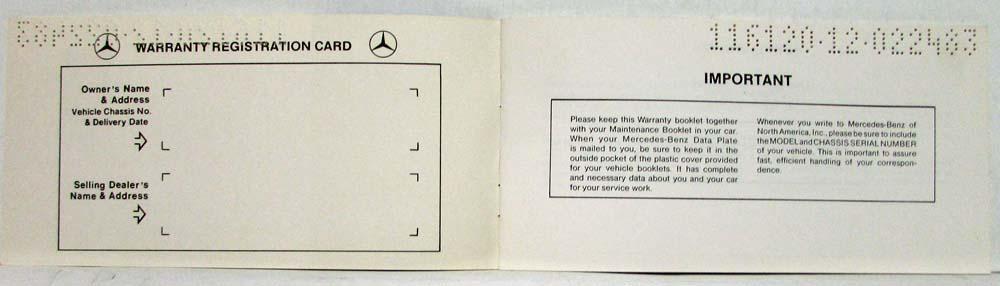 WARRANTY REGISTRATION CARD
Owner's Name
& Address
Vehicle Chassis No.
& Delivery Date
Selling Dealer's
Name & Address
116120·12·022483
IMPORTANT
Please keep this Warranty booklet together
with your Maintenance Booklet in your car.
When your Mercedes-Benz Data Plate
is mailed to you, be sure to keep it in the
outside pocket of the plastic cover provided
for your vehicle booklets. It has complete
and necessary data about you and your car
for your service work.
Whenever you write to Mercedes-Benz of
North America, Inc., please be sure to include
the MODEL and CHASSIS SERIAL NUMBER
of your vehicle. This is important to assure
fast, efficient handling of your correspon-
dence.